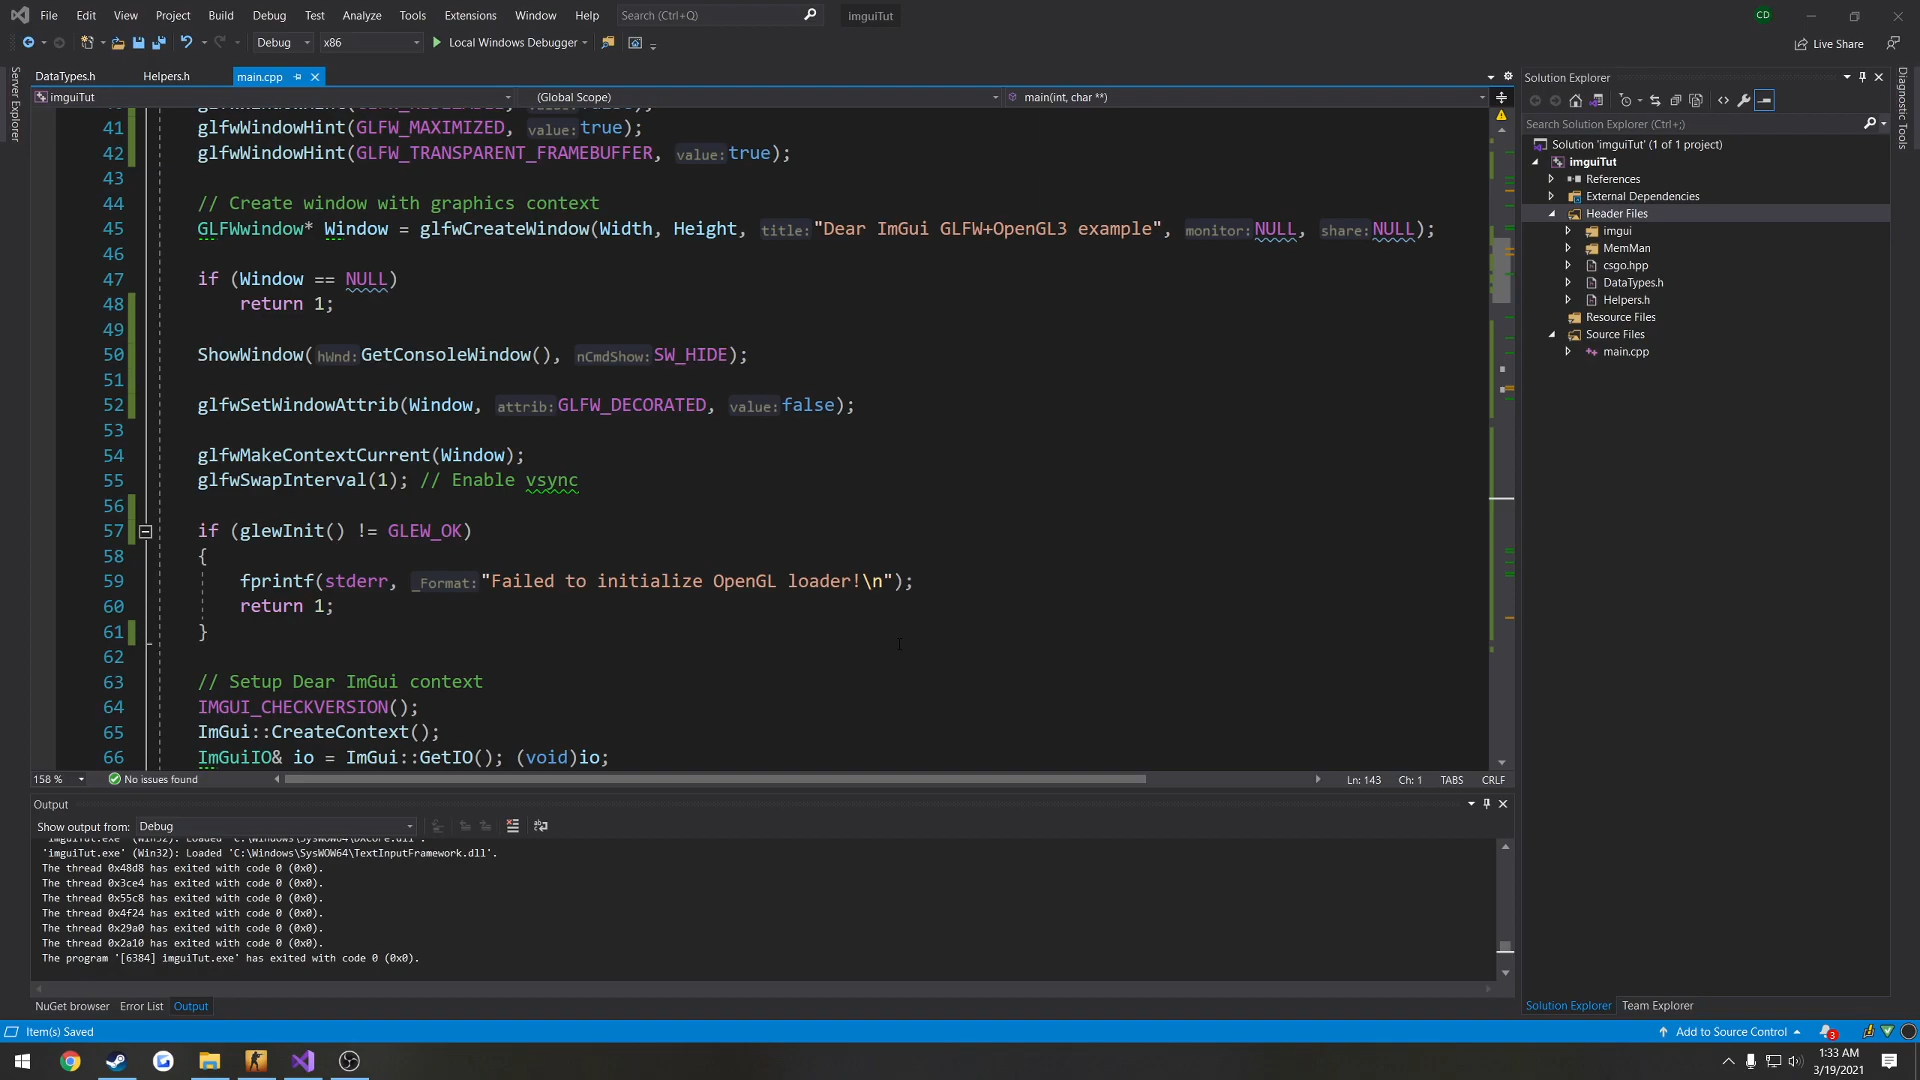 File Edit View Project Build Debug Test Analyze Tools Extensions Window Help Search (Ctrl+Q) imguiTut CD
Debug x86 Local Windows Debugger Live Share
Server Explorer
DataTypes.h Helpers.h main.cpp
imguiTut (Global Scope) main(int, char **)
41 glfwWindowHint(GLFW_MAXIMIZED, value: true);
42 glfwWindowHint(GLFW_TRANSPARENT_FRAMEBUFFER, value: true);
43
44 // Create window with graphics context
45 GLFWwindow* Window = glfwCreateWindow(Width, Height, title: "Dear ImGui GLFW+OpenGL3 example", monitor: NULL, share: NULL);
46
47 if (Window == NULL)
48 return 1;
49
50 ShowWindow(hWnd: GetConsoleWindow(), nCmdShow: SW_HIDE);
51
52 glfwSetWindowAttrib(Window, attrib: GLFW_DECORATED, value: false);
53
54 glfwMakeContextCurrent(Window);
55 glfwSwapInterval(1); // Enable vsync
56
57 if (glewInit() != GLEW_OK)
58 {
59 fprintf(stderr, _Format: "Failed to initialize OpenGL loader!\n");
60 return 1;
61 }
62
63 // Setup Dear ImGui context
64 IMGUI_CHECKVERSION();
65 ImGui::CreateContext();
66 ImGuiIO& io = ImGui::GetIO(); (void)io;
158 % No issues found Ln: 143 Ch: 1 TABS CRLF
Output
Show output from: Debug
'imguiTut.exe' (Win32): Loaded 'C:\Windows\SysWOW64\DXCore.dll'.
'imguiTut.exe' (Win32): Loaded 'C:\Windows\SysWOW64\TextInputFramework.dll'.
The thread 0x48d8 has exited with code 0 (0x0).
The thread 0x3ce4 has exited with code 0 (0x0).
The thread 0x55c8 has exited with code 0 (0x0).
The thread 0x4f24 has exited with code 0 (0x0).
The thread 0x29a0 has exited with code 0 (0x0).
The thread 0x2a10 has exited with code 0 (0x0).
The program '[6384] imguiTut.exe' has exited with code 0 (0x0).
NuGet browser Error List Output
Solution Explorer
Search Solution Explorer (Ctrl+;)
Solution 'imguiTut' (1 of 1 project)
imguiTut
References
External Dependencies
Header Files
imgui
MemMan
csgo.hpp
DataTypes.h
Helpers.h
Resource Files
Source Files
main.cpp
Solution Explorer Team Explorer
Diagnostic Tools
Item(s) Saved Add to Source Control 3
1:33 AM
3/19/2021